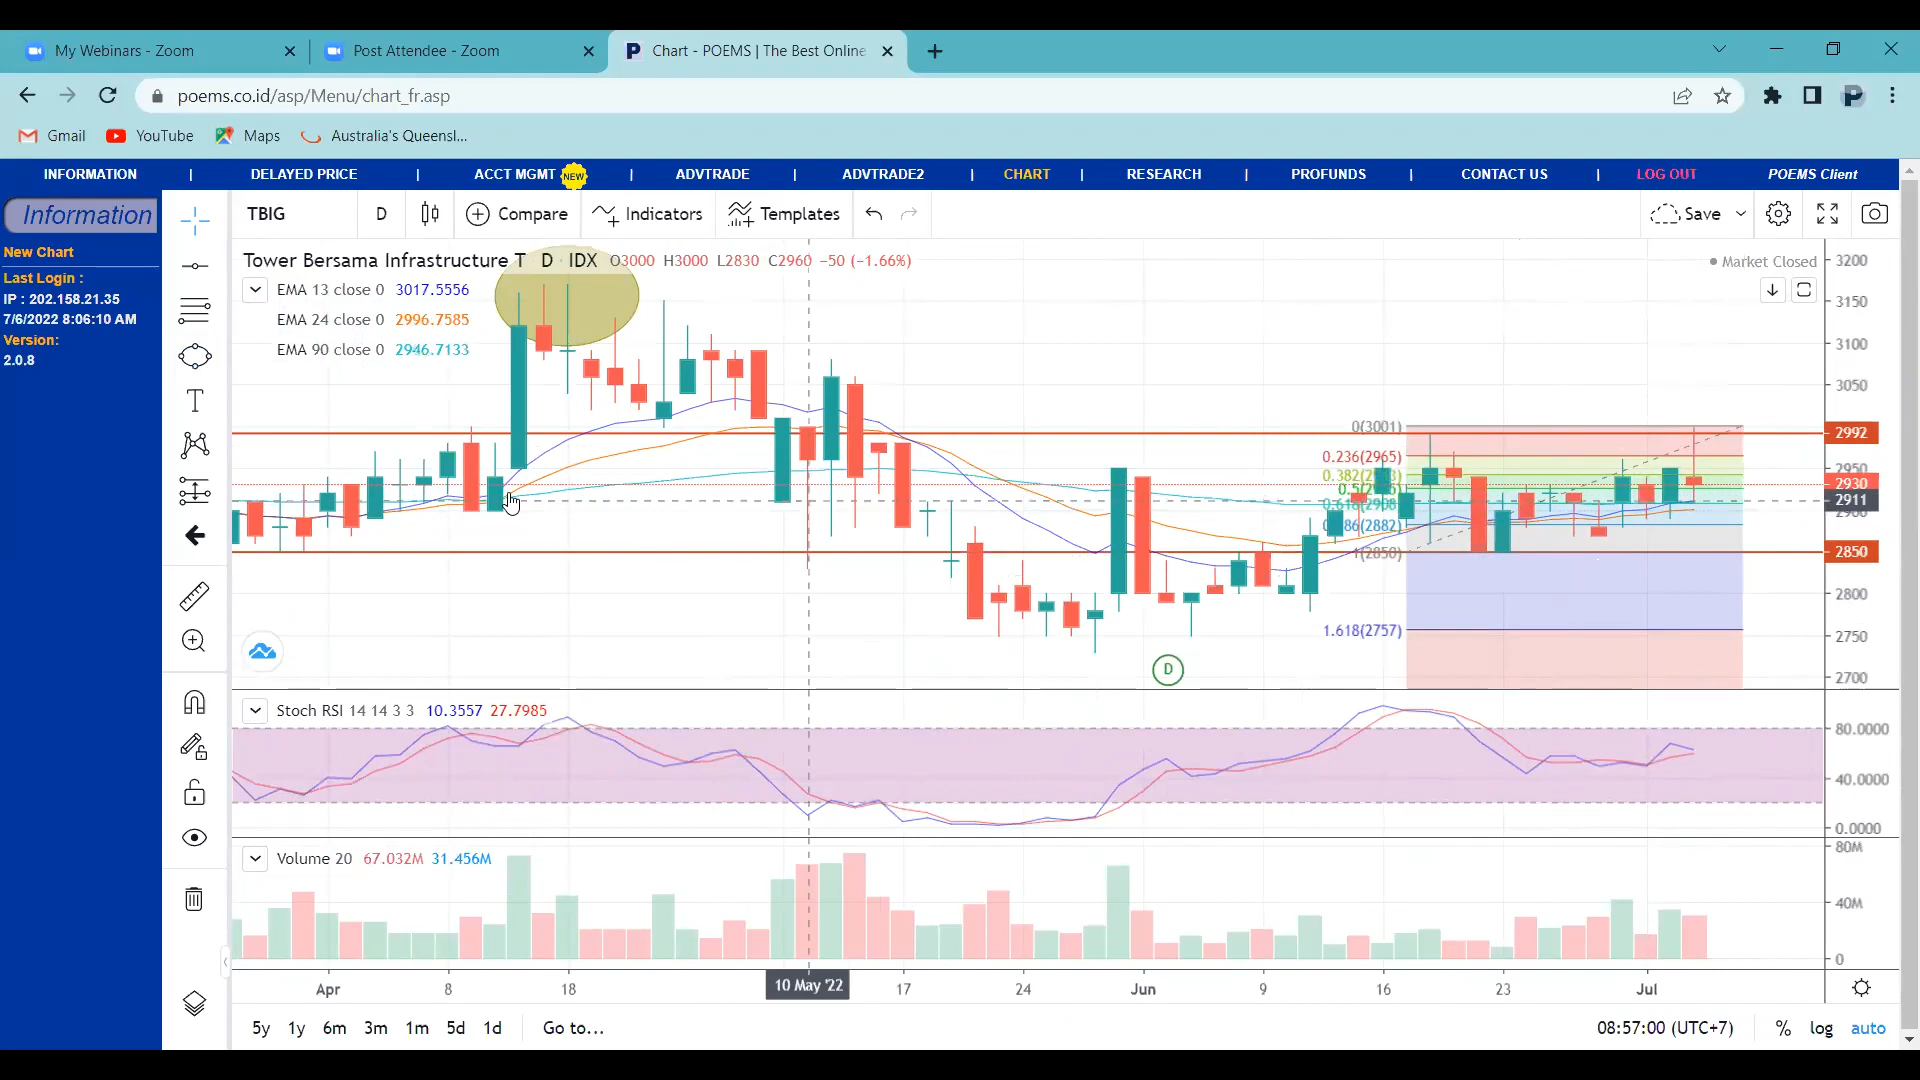 My Webinars - Zoom
Post Attendee - Zoom
P Chart - POEMS | The Best Online
poems.co.id/asp/Menu/chart_fr.asp
Gmail YouTube Maps Australia's Queensl...
INFORMATION | DELAYED PRICE | ACCT MGMT NEW | ADVTRADE | ADVTRADE2 | CHART | RESEARCH | PROFUNDS | CONTACT US | LOG OUT POEMS Client
Information
New Chart
Last Login :
IP : 202.158.21.35
7/6/2022 8:06:10 AM
Version:
2.0.8
TBIG D Compare Indicators Templates Save
Tower Bersama Infrastructure T D IDX O3000 H3000 L2830 C2960 −50 (−1.66%)
Market Closed
EMA 13 close 0 3017.5556
EMA 24 close 0 2996.7585
EMA 90 close 0 2946.7133
3200
3150
3100
3050
2992
2950
2930
2911
2850
2800
2750
2700
0(3001)
0.236(2965)
1(2850)
1.618(2757)
D
Stoch RSI 14 14 3 3 10.3557 27.7985
80.0000
40.0000
0.0000
Volume 20 67.032M 31.456M
80M
40M
0
Apr 8 18 10 May '22 17 24 Jun 9 16 23 Jul
5y 1y 6m 3m 1m 5d 1d Go to... 08:57:00 (UTC+7) % log auto